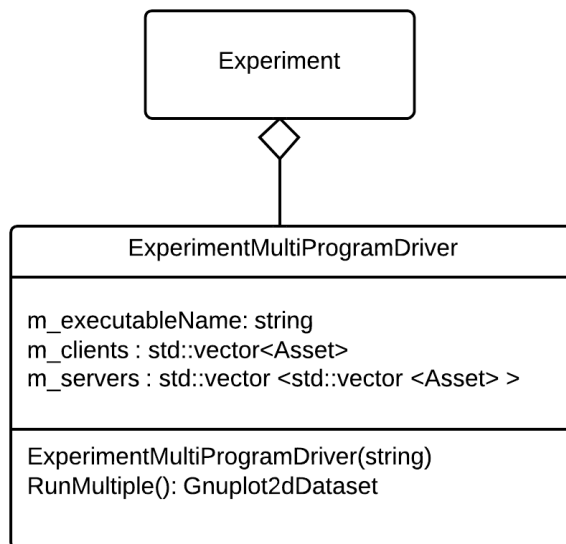 Experiment
ExperimentMultiProgramDriver
m_executableName: string
m_clients : std::vector<Asset>
m_servers : std::vector <std::vector <Asset> >
ExperimentMultiProgramDriver(string)
RunMultiple(): Gnuplot2dDataset